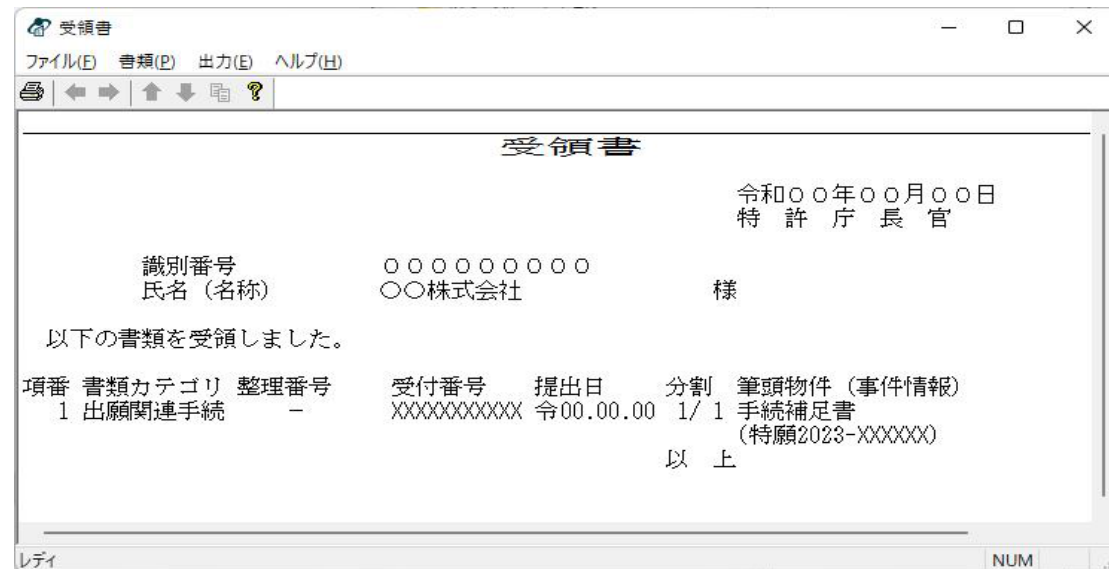 受領書
ファイル(F) 書類(P) 出力(E) ヘルプ(H)
受領書
令和００年００月００日
特 許 庁 長 官
識別番号 ０００００００００
氏名（名称） 〇〇株式会社 様
以下の書類を受領しました。
項番 書類カテゴリ 整理番号 受付番号 提出日 分割 筆頭物件（事件情報）
1 出願関連手続 － XXXXXXXXXXX 令00.00.00 1/ 1 手続補足書
(特願2023-XXXXXX)
以 上
レディ NUM